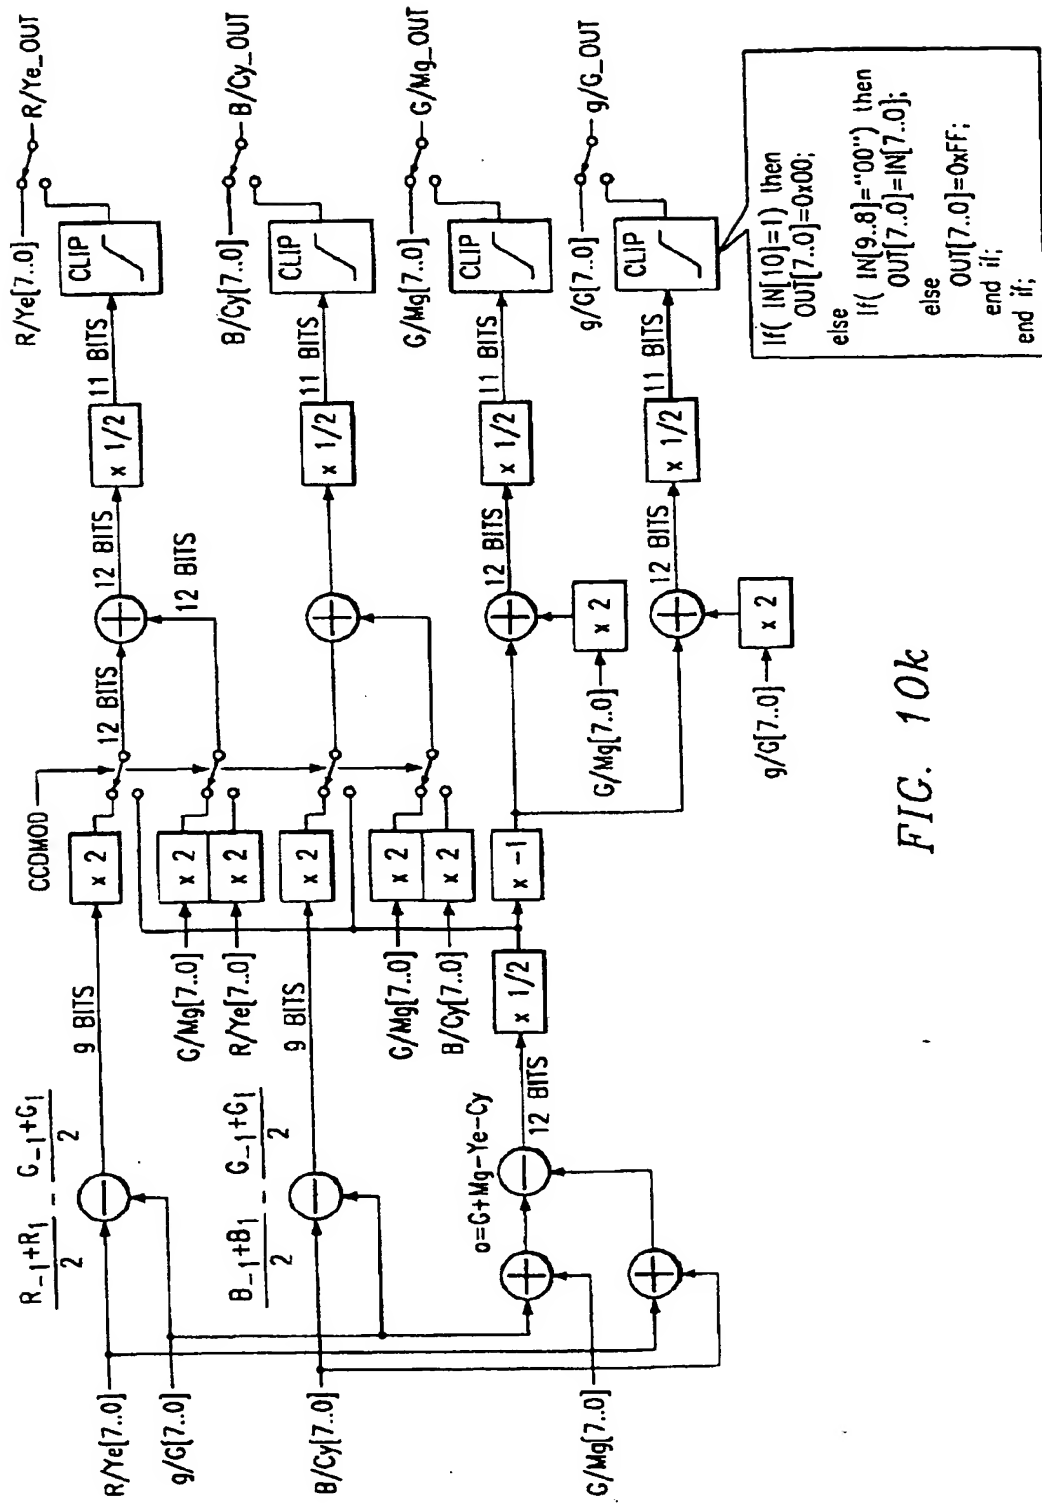 R/Ye[7..0]
g/G[7..0]
B/Cy[7..0]
G/Mg[7..0]
R₋₁+R₁
2
-
G₋₁+G₁
2
B₋₁+B₁
2
-
G₋₁+G₁
2
o=G+Mg-Ye-Cy
12 BITS
9 BITS
9 BITS
G/Mg[7..0]
R/Ye[7..0]
G/Mg[7..0]
B/Cy[7..0]
x 1/2
CCDMOD
x 2
x 2
x 2
x 2
x 2
x 2
x -1
12 BITS
12 BITS
12 BITS
12 BITS
12 BITS
G/Mg[7..0]
x 2
g/G[7..0]
x 2
x 1/2
x 1/2
x 1/2
x 1/2
11 BITS
11 BITS
11 BITS
11 BITS
CLIP
CLIP
CLIP
CLIP
R/Ye[7..0]
R/Ye_OUT
B/Cy[7..0]
B/Cy_OUT
G/Mg[7..0]
G/Mg_OUT
g/G[7..0]
g/G_OUT
If( IN[10]=1) then
OUT[7..0]=0x00;
else
If( IN[9..8]="00") then
OUT[7..0]=IN[7..0];
else
OUT[7..0]=0xFF;
end if;
end if;
FIG. 10k